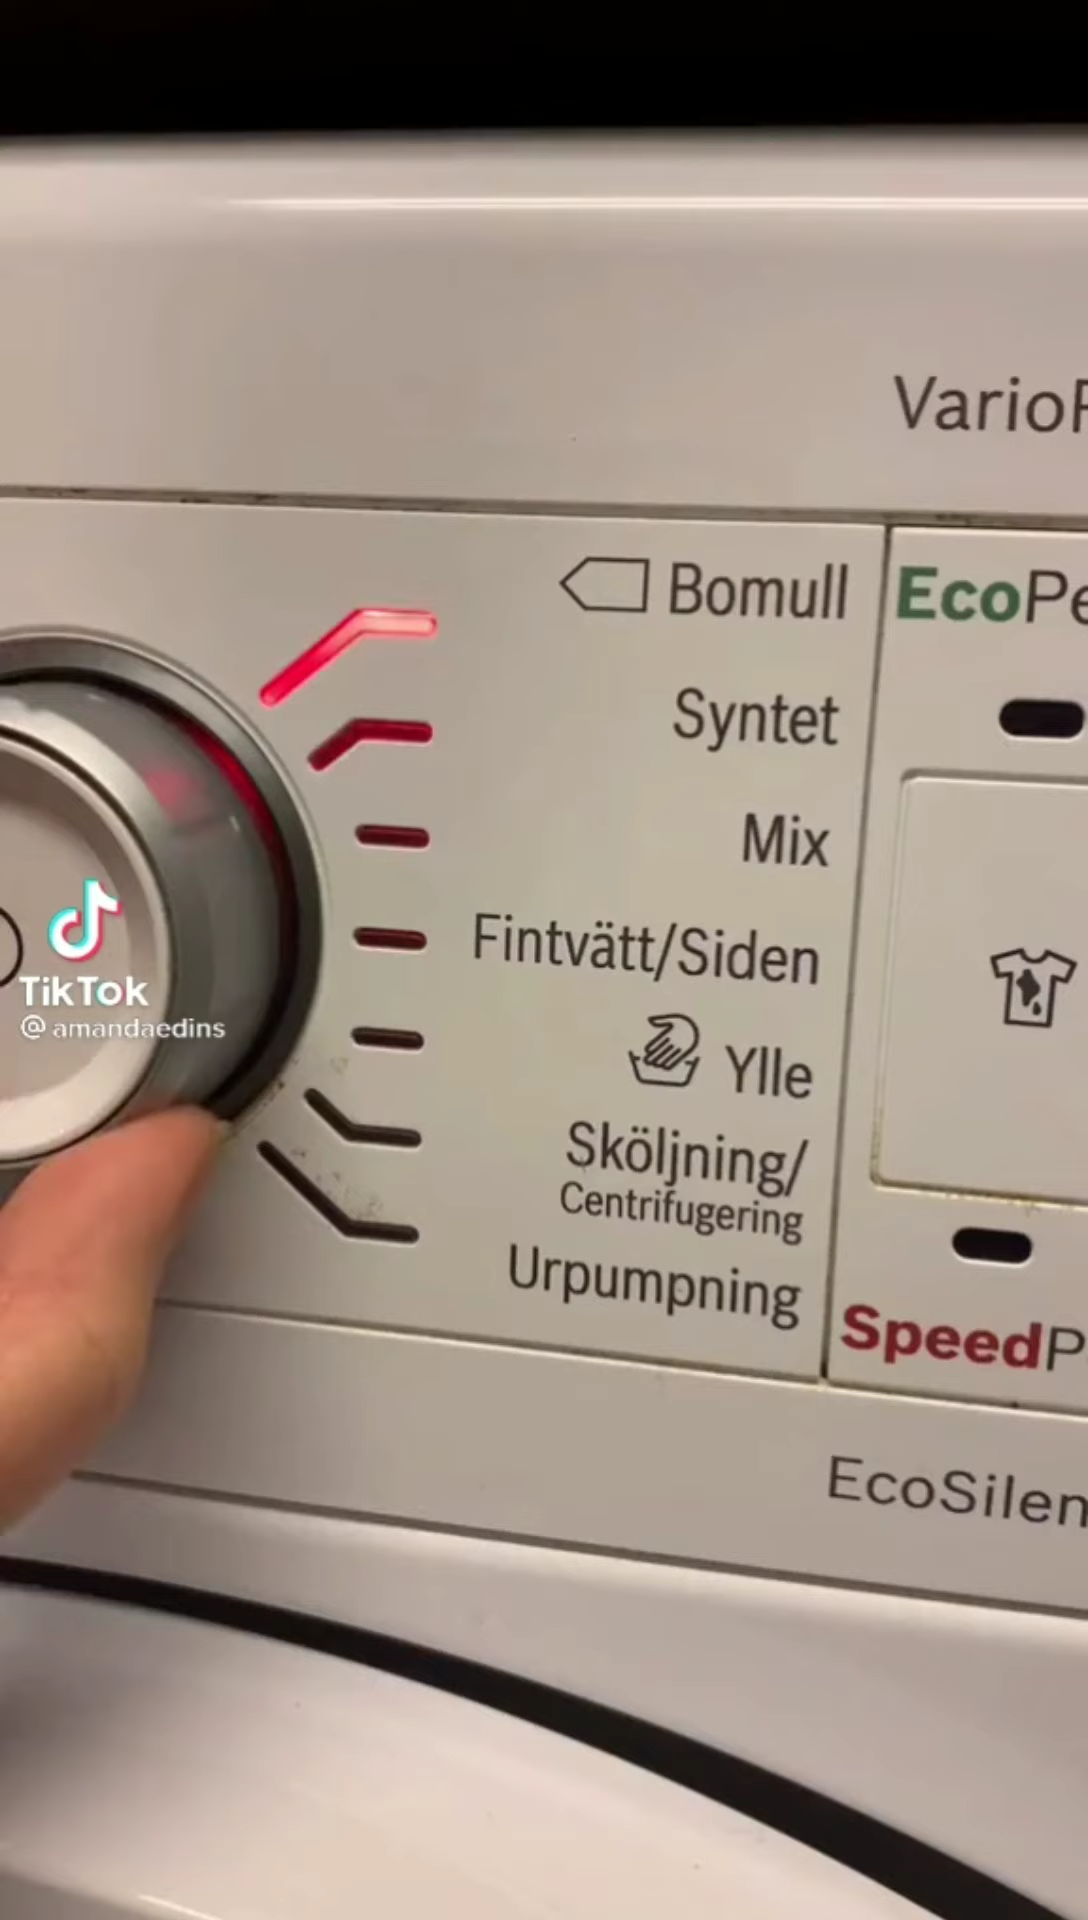 VarioP
Bomull
EcoPe
Syntet
Mix
Fintvätt/Siden
Ylle
Sköljning/
Centrifugering
Urpumpning
SpeedP
EcoSilen
TikTok
@amandaedins